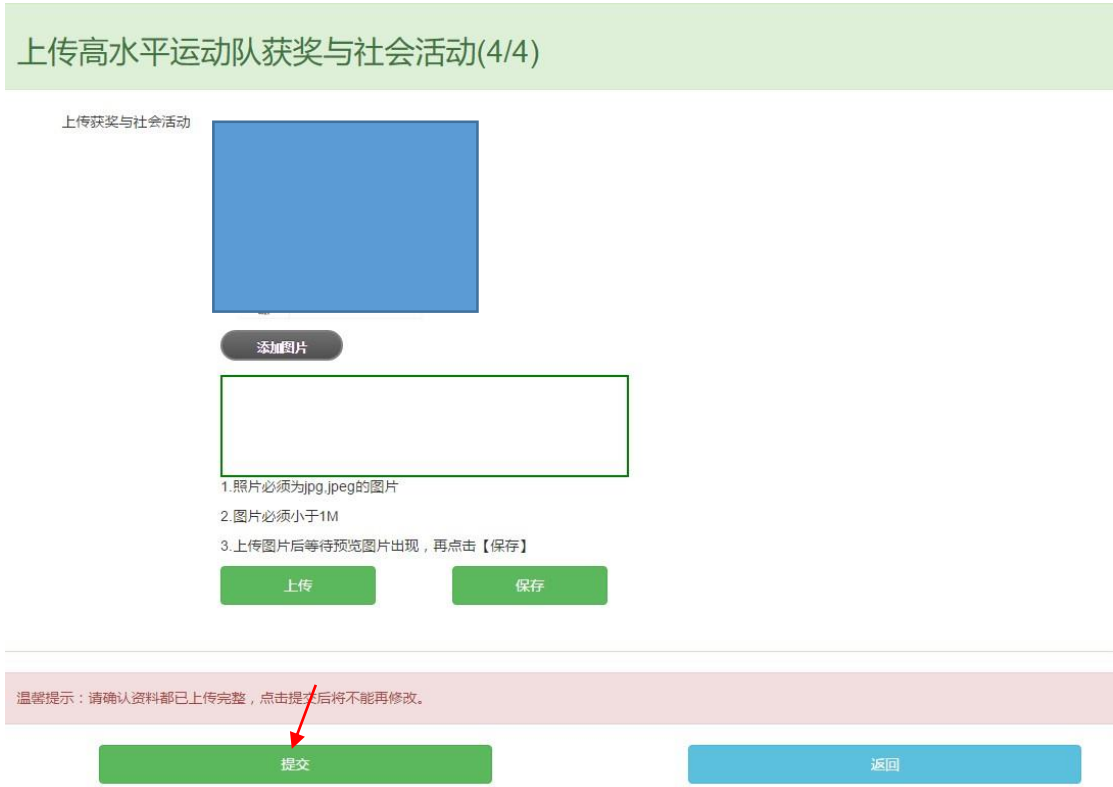 上传高水平运动队获奖与社会活动(4/4)
上传获奖与社会活动
添加图片
1.照片必须为jpg,jpeg的图片
2.图片必须小于1M
3.上传图片后等待预览图片出现，再点击【保存】
上传
保存
温馨提示：请确认资料都已上传完整，点击提交后将不能再修改。
提交
返回